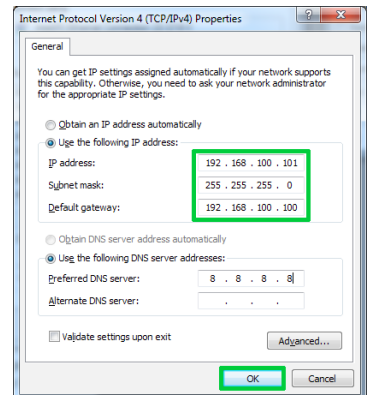 Internet Protocol Version 4 (TCP/IPv4) Properties
General
You can get IP settings assigned automatically if your network supports
this capability. Otherwise, you need to ask your network administrator
for the appropriate IP settings.
Obtain an IP address automatically
Use the following IP address:
IP address: 192 . 168 . 100 . 101
Subnet mask: 255 . 255 . 255 . 0
Default gateway: 192 . 168 . 100 . 100
Obtain DNS server address automatically
Use the following DNS server addresses:
Preferred DNS server: 8 . 8 . 8 . 8
Alternate DNS server: . . .
Validate settings upon exit
Advanced...
OK Cancel